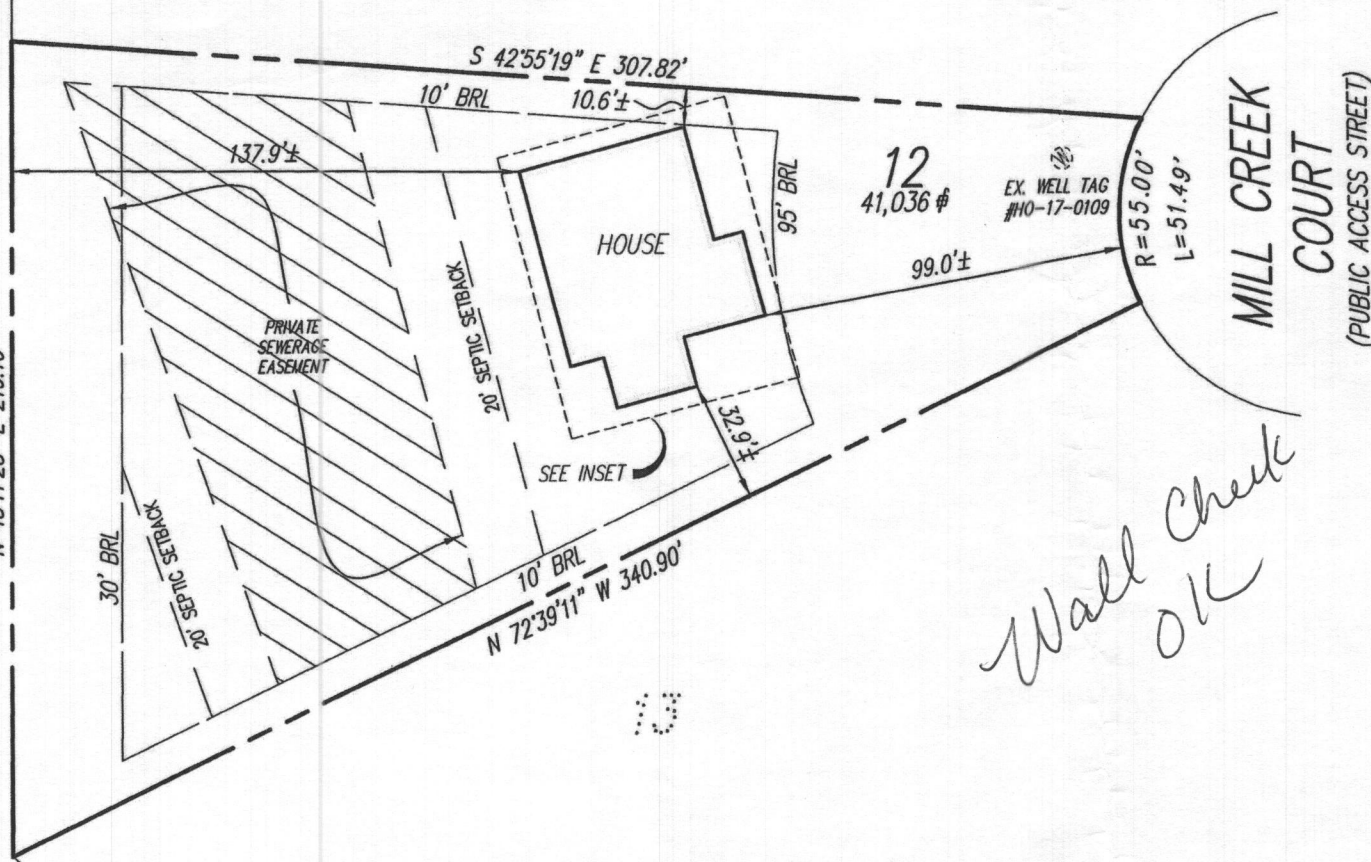 S 42°55'19" E 307.82'
10' BRL
10.6'±
137.9'±
95' BRL
12
41,036 ⌗
EX. WELL TAG
#HO-17-0109
R=55.00'
L=51.49'
MILL CREEK
COURT
(PUBLIC ACCESS STREET)
HOUSE
99.0'±
20' SEPTIC SETBACK
PRIVATE
SEWERAGE
EASEMENT
32.9'±
SEE INSET
30' BRL
20' SEPTIC SETBACK
10' BRL
N 72°39'11" W 340.90'
13
Wall Check
OK